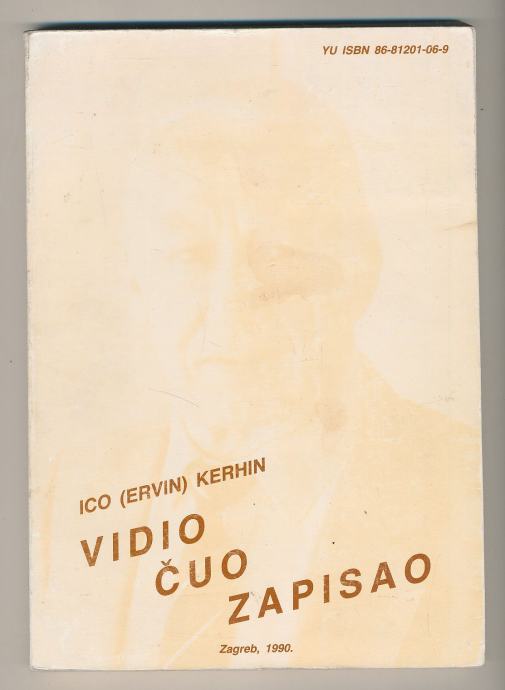 YU ISBN 86-81201-06-9
ICO (ERVIN) KERHIN
VIDIO
ČUO
ZAPISAO
Zagreb, 1990.